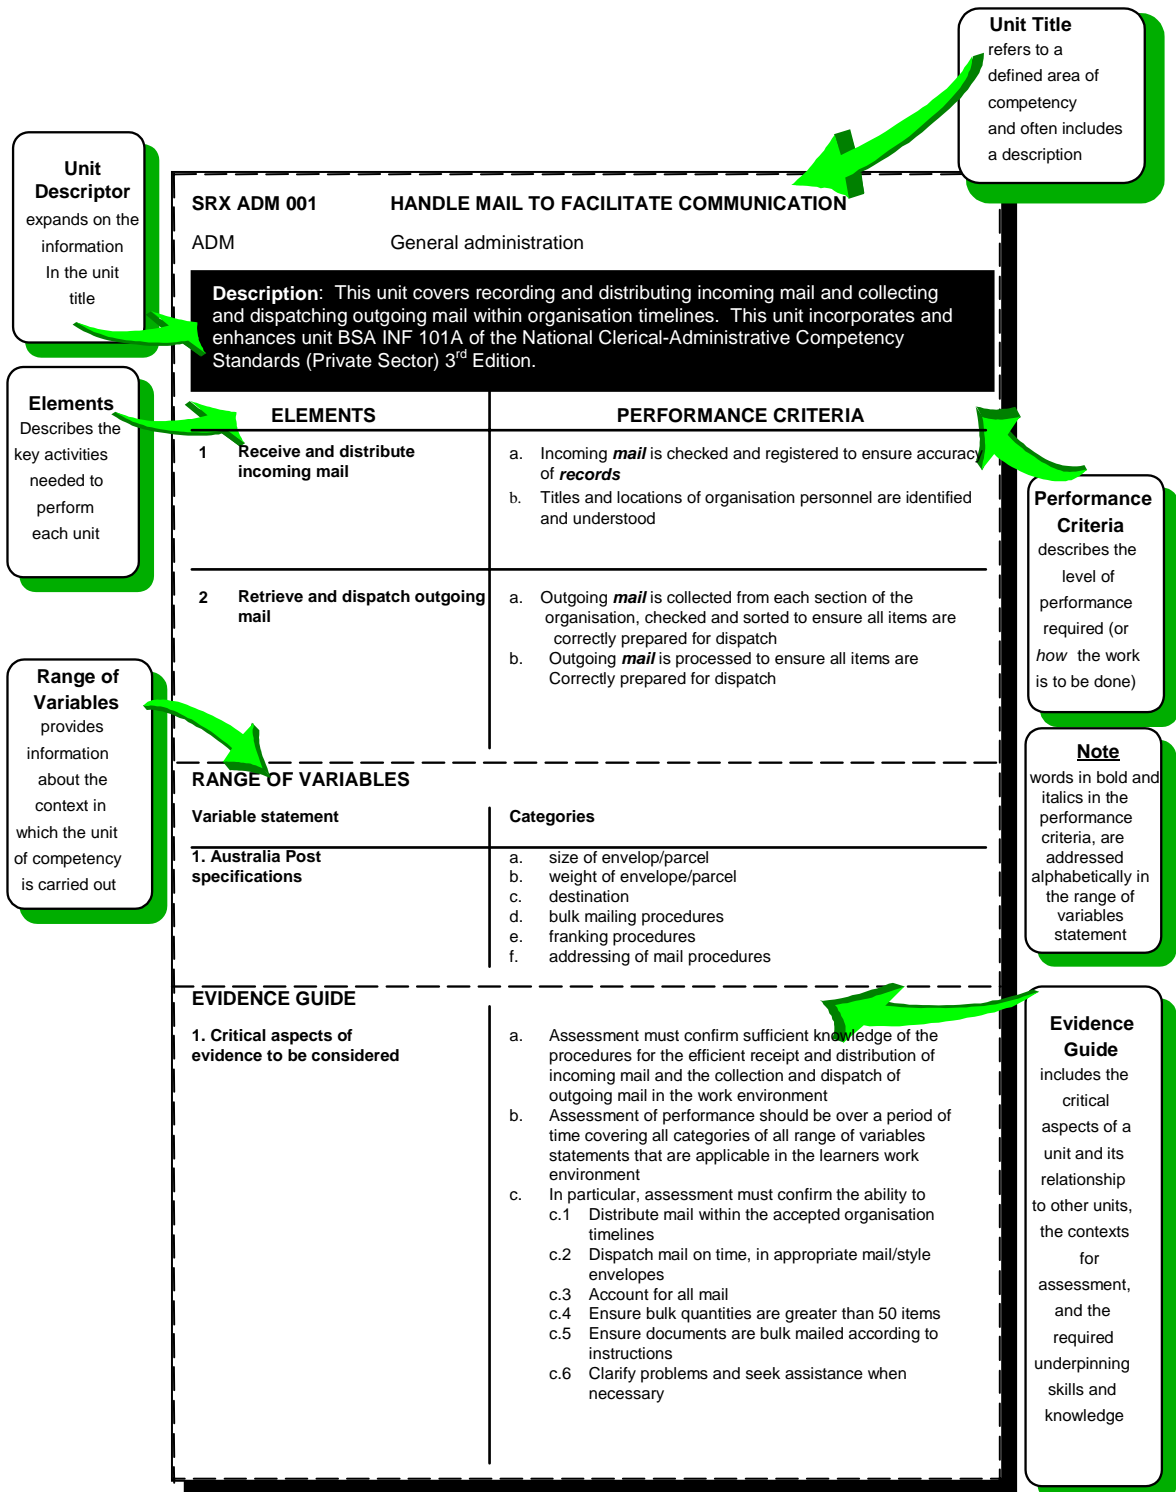 Unit Title
refers to a
defined area of
competency
and often includes
a description
Unit
Descriptor
expands on the
information
In the unit
title
SRX ADM 001 HANDLE MAIL TO FACILITATE COMMUNICATION
ADM General administration
Description: This unit covers recording and distributing incoming mail and collecting
and dispatching outgoing mail within organisation timelines. This unit incorporates and
enhances unit BSA INF 101A of the National Clerical-Administrative Competency
Standards (Private Sector) 3rd Edition.
Elements
Describes the
key activities
needed to
perform
each unit
ELEMENTS PERFORMANCE CRITERIA
1 Receive and distribute
incoming mail
a. Incoming mail is checked and registered to ensure accuracy
of records
b. Titles and locations of organisation personnel are identified
and understood
Performance
Criteria
describes the
level of
performance
required (or
how the work
is to be done)
2 Retrieve and dispatch outgoing
mail
a. Outgoing mail is collected from each section of the
organisation, checked and sorted to ensure all items are
correctly prepared for dispatch
b. Outgoing mail is processed to ensure all items are
Correctly prepared for dispatch
Range of
Variables
provides
information
about the
context in
which the unit
of competency
is carried out
Note
words in bold and
italics in the
performance
criteria, are
addressed
alphabetically in
the range of
variables
statement
RANGE OF VARIABLES
Variable statement Categories
1. Australia Post
specifications
a. size of envelop/parcel
b. weight of envelope/parcel
c. destination
d. bulk mailing procedures
e. franking procedures
f. addressing of mail procedures
EVIDENCE GUIDE
1. Critical aspects of
evidence to be considered
a. Assessment must confirm sufficient knowledge of the
procedures for the efficient receipt and distribution of
incoming mail and the collection and dispatch of
outgoing mail in the work environment
b. Assessment of performance should be over a period of
time covering all categories of all range of variables
statements that are applicable in the learners work
environment
c. In particular, assessment must confirm the ability to
c.1 Distribute mail within the accepted organisation
timelines
c.2 Dispatch mail on time, in appropriate mail/style
envelopes
c.3 Account for all mail
c.4 Ensure bulk quantities are greater than 50 items
c.5 Ensure documents are bulk mailed according to
instructions
c.6 Clarify problems and seek assistance when
necessary
Evidence
Guide
includes the
critical
aspects of a
unit and its
relationship
to other units,
the contexts
for
assessment,
and the
required
underpinning
skills and
knowledge